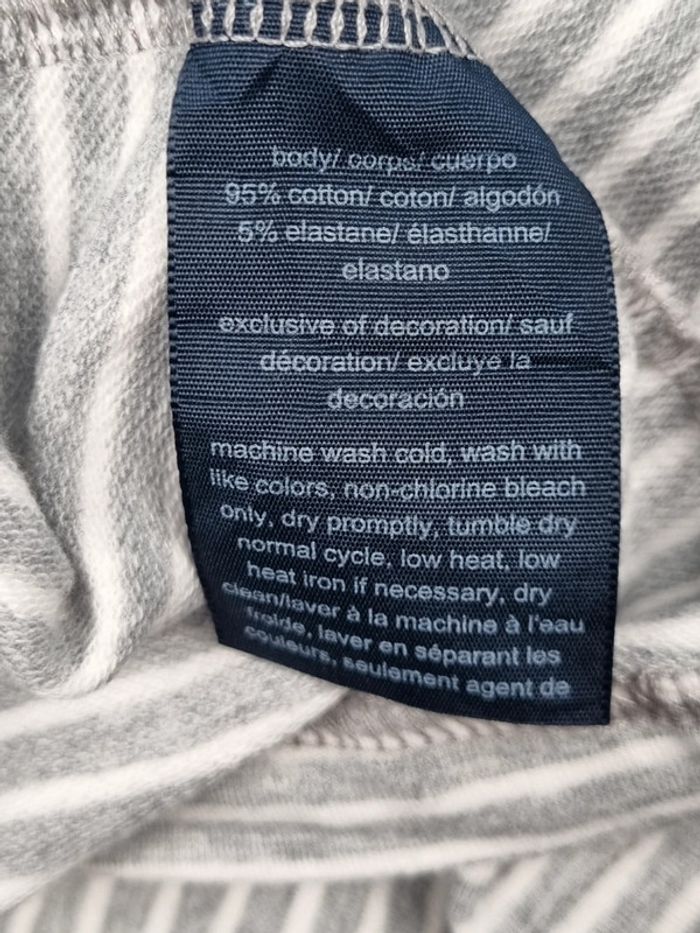 body/ corps/ cuerpo
95% cotton/ coton/ algodón
5% elastane/ élasthanne/
elastano
exclusive of decoration/ sauf
décoration/ excluye la
decoración
machine wash cold, wash with
like colors, non-chlorine bleach
only, dry promptly, tumble dry
normal cycle, low heat, low
heat iron if necessary, dry
clean/laver à la machine à l'eau
froide, laver en séparant les
couleurs, seulement agent de